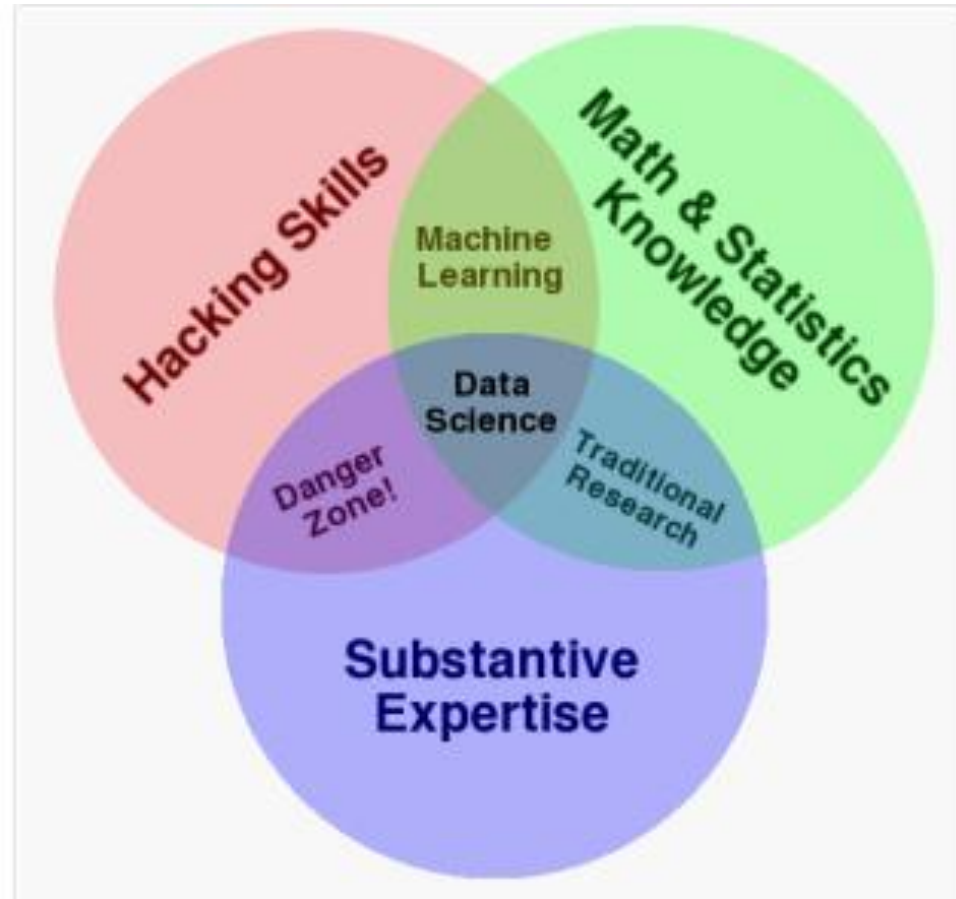 Hacking Skills
Math & Statistics
Knowledge
Machine
Learning
Data
Science
Danger
Zone!
Traditional
Research
Substantive
Expertise